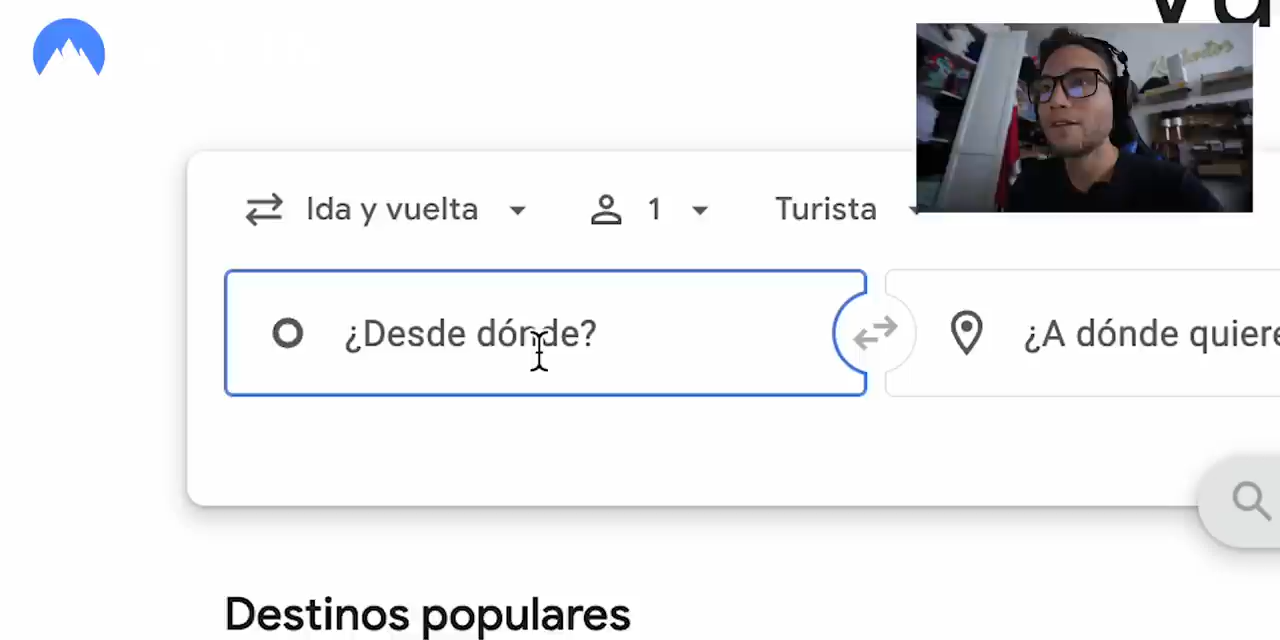 Ida y vuelta
1
Turista
¿Desde dónde?
¿A dónde quiere
Destinos populares